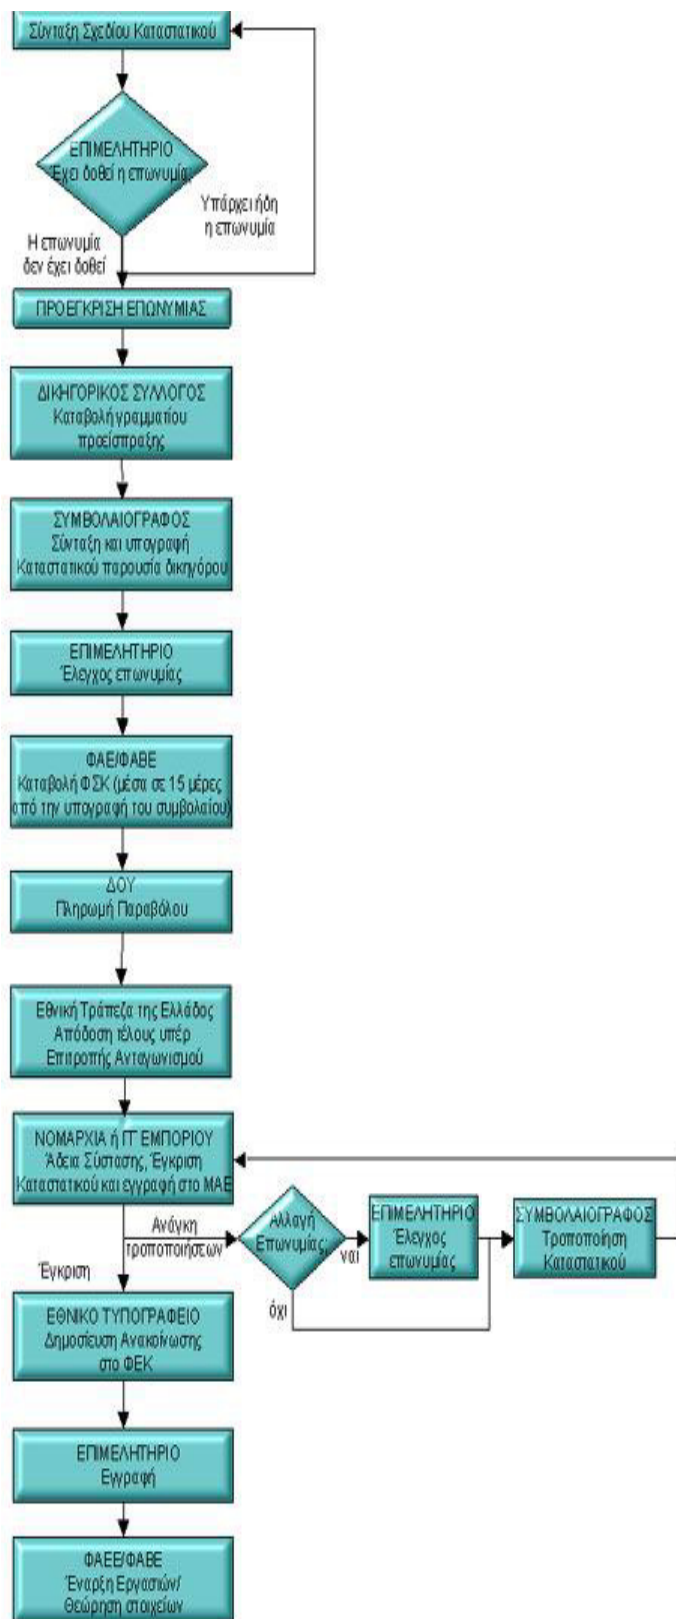 Σύνταξη Σχεδίου Καταστατικού
ΕΠΙΜΕΛΗΤΗΡΙΟ
Έχει δοθεί η επωνυμία;
Υπάρχει ήδη
η επωνυμία
Η επωνυμία
δεν έχει δοθεί
ΠΡΟΕΓΚΡΙΣΗ ΕΠΩΝΥΜΙΑΣ
ΔΙΚΗΓΟΡΙΚΟΣ ΣΥΛΛΟΓΟΣ
Καταβολή γραμματίου
προείσπραξης
ΣΥΜΒΟΛΑΙΟΓΡΑΦΟΣ
Σύνταξη και υπογραφή
Καταστατικού παρουσία δικηγόρου
ΕΠΙΜΕΛΗΤΗΡΙΟ
Έλεγχος επωνυμίας
ΦΑΕ/ΦΑΒΕ
Καταβολή ΦΣΚ (μέσα σε 15 μέρες
από την υπογραφή του συμβολαίου)
ΔΟΥ
Πληρωμή Παραβόλου
Εθνική Τράπεζα της Ελλάδος
Απόδοση τέλους υπέρ
Επιτροπής Ανταγωνισμού
ΝΟΜΑΡΧΙΑ ή ΓΓ ΕΜΠΟΡΙΟΥ
Άδεια Σύστασης, Έγκριση
Καταστατικού και εγγραφή στο ΜΑΕ
Ανάγκη
τροποποιήσεων
Αλλαγή
Επωνυμίας;
ναι
ΕΠΙΜΕΛΗΤΗΡΙΟ
Έλεγχος
επωνυμίας
ΣΥΜΒΟΛΑΙΟΓΡΑΦΟΣ
Τροποποίηση
Καταστατικού
όχι
Έγκριση
ΕΘΝΙΚΟ ΤΥΠΟΓΡΑΦΕΙΟ
Δημοσίευση Ανακοίνωσης
στο ΦΕΚ
ΕΠΙΜΕΛΗΤΗΡΙΟ
Εγγραφή
ΦΑΕΕ/ΦΑΒΕ
Έναρξη Εργασιών/
Θεώρηση στοιχείων